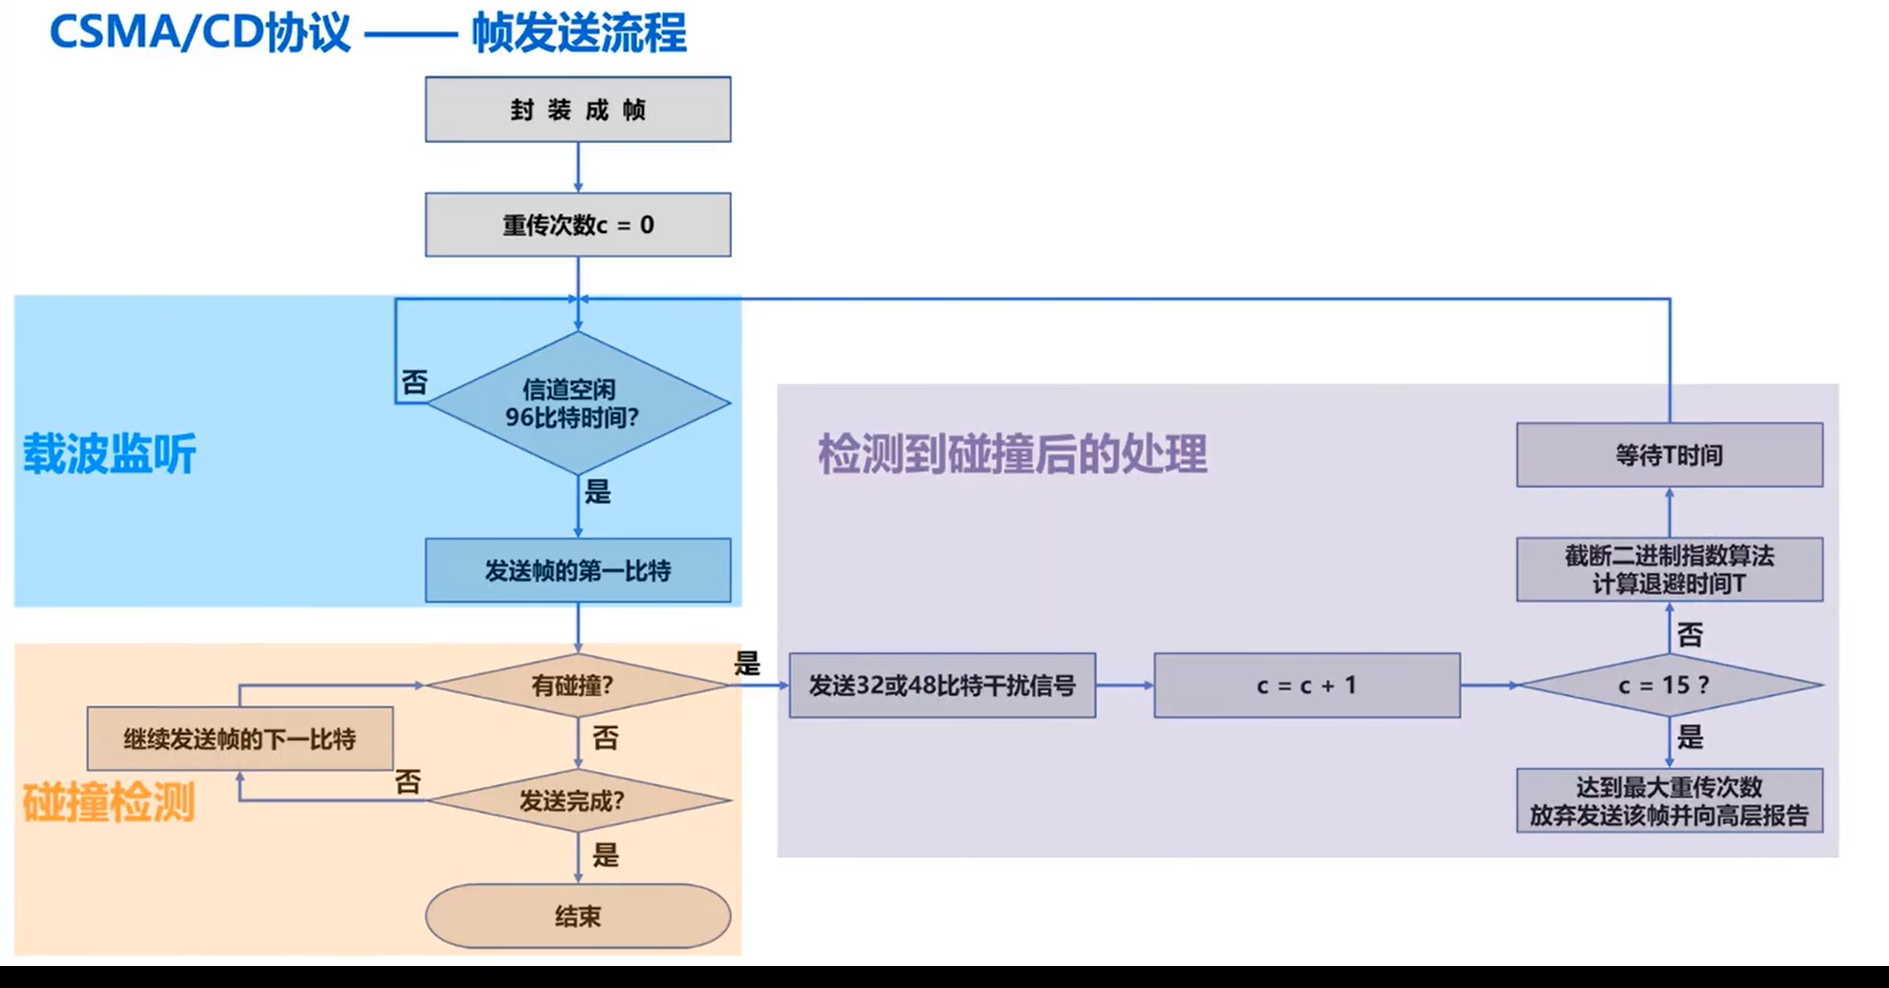 CSMA/CD协议 —— 帧发送流程
封 装 成 帧
重传次数c = 0
否
信道空闲
96比特时间?
载波监听
是
发送帧的第一比特
检测到碰撞后的处理
等待T时间
截断二进制指数算法
计算退避时间T
否
有碰撞?
是
发送32或48比特干扰信号
c = c + 1
c = 15 ?
是
达到最大重传次数
放弃发送该帧并向高层报告
继续发送帧的下一比特
否
否
发送完成?
碰撞检测
是
结束